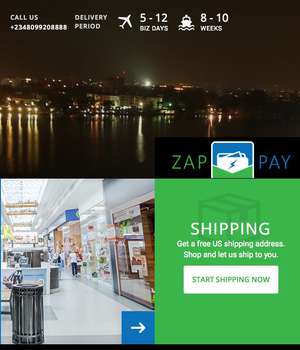 CALL US
+2348099208888
DELIVERY
PERIOD
5 - 12
BIZ DAYS
8 - 10
WEEKS
ZAP PAY
SHIPPING
Get a free US shipping address.
Shop and let us ship to you.
START SHIPPING NOW